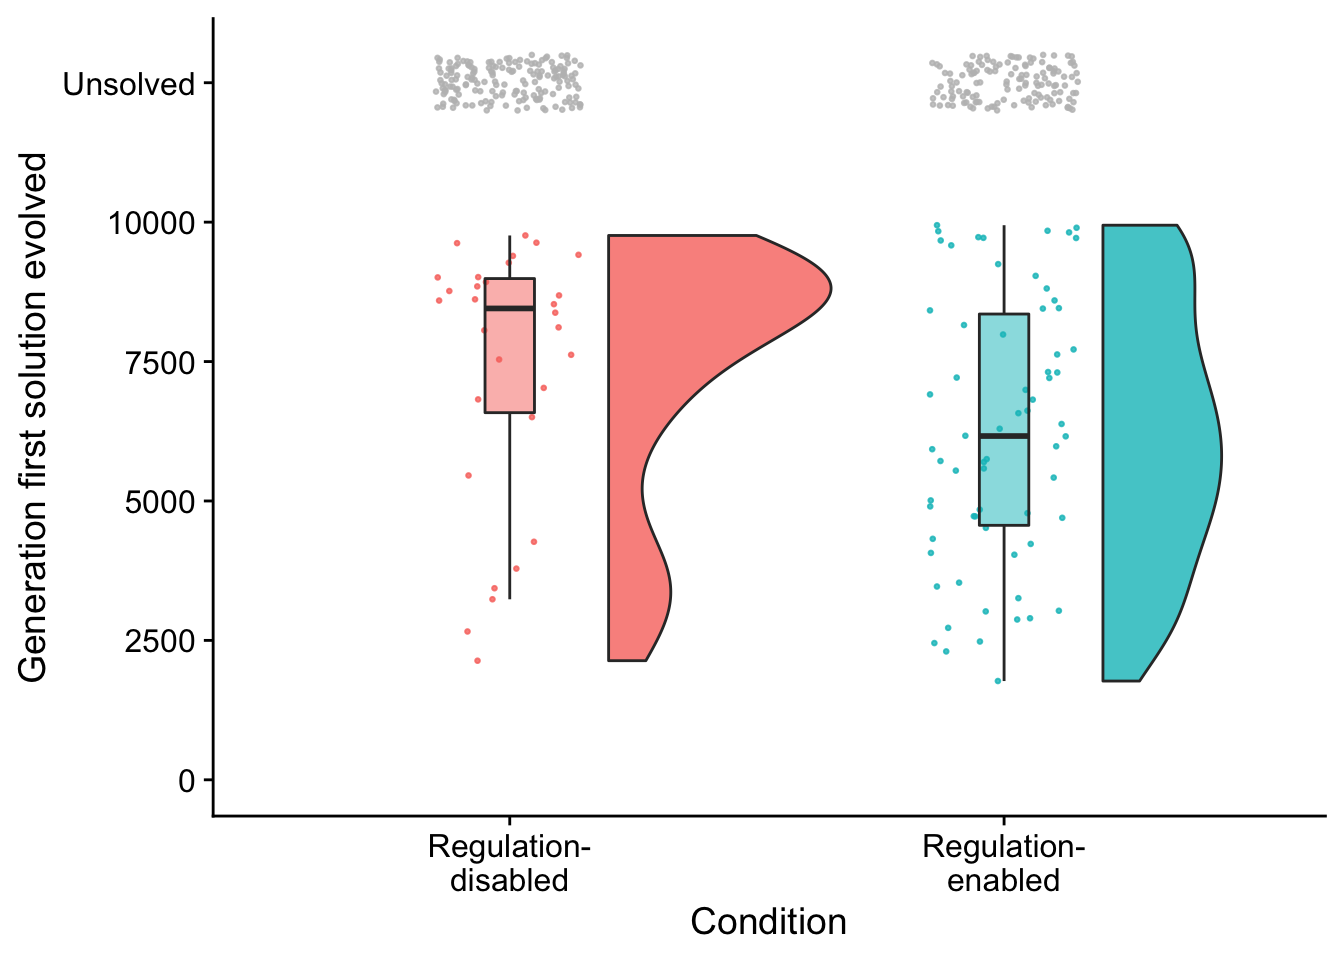 Generation first solution evolved
Unsolved
10000
7500
5000
2500
0
Regulation-
disabled
Regulation-
enabled
Condition